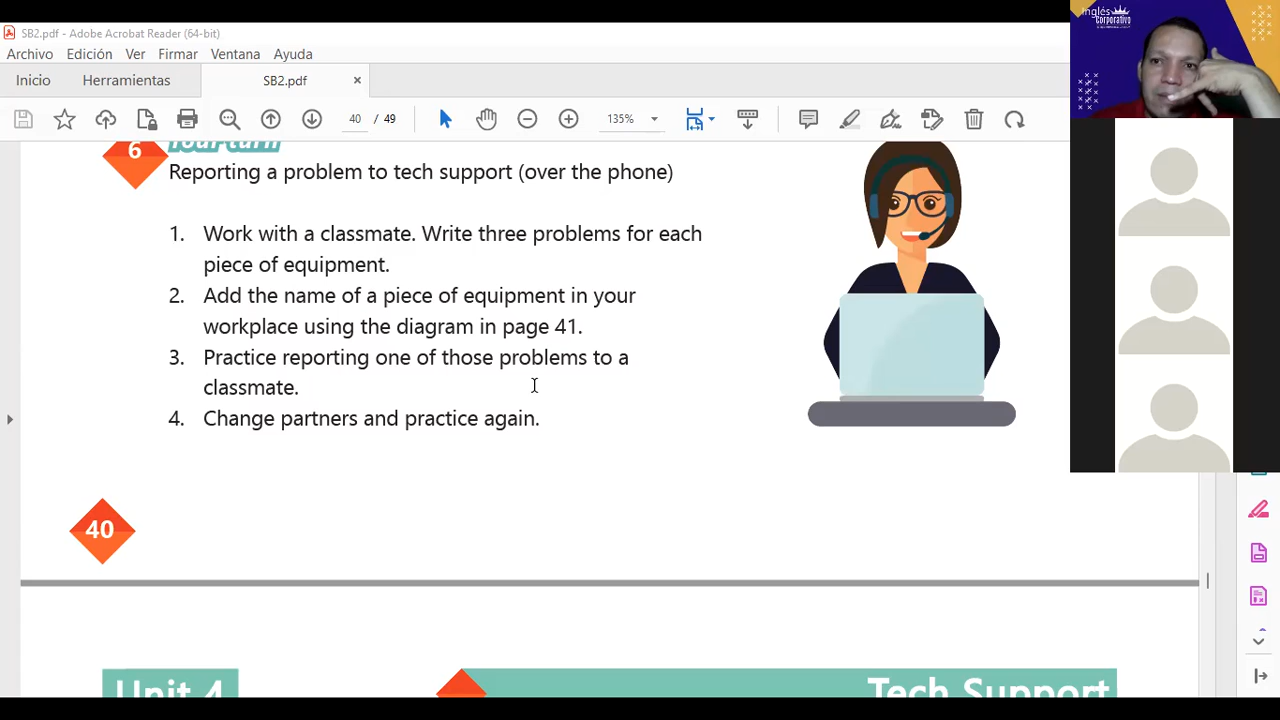 SB2.pdf - Adobe Acrobat Reader (64-bit)
Archivo Edición Ver Firmar Ventana Ayuda
Inicio Herramientas SB2.pdf ×
40 / 49 135%
Inglés
Corporativo
6 Your turn
Reporting a problem to tech support (over the phone)
1. Work with a classmate. Write three problems for each
piece of equipment.
2. Add the name of a piece of equipment in your
workplace using the diagram in page 41.
3. Practice reporting one of those problems to a
classmate.
4. Change partners and practice again.
40
Unit 4 Tech Support